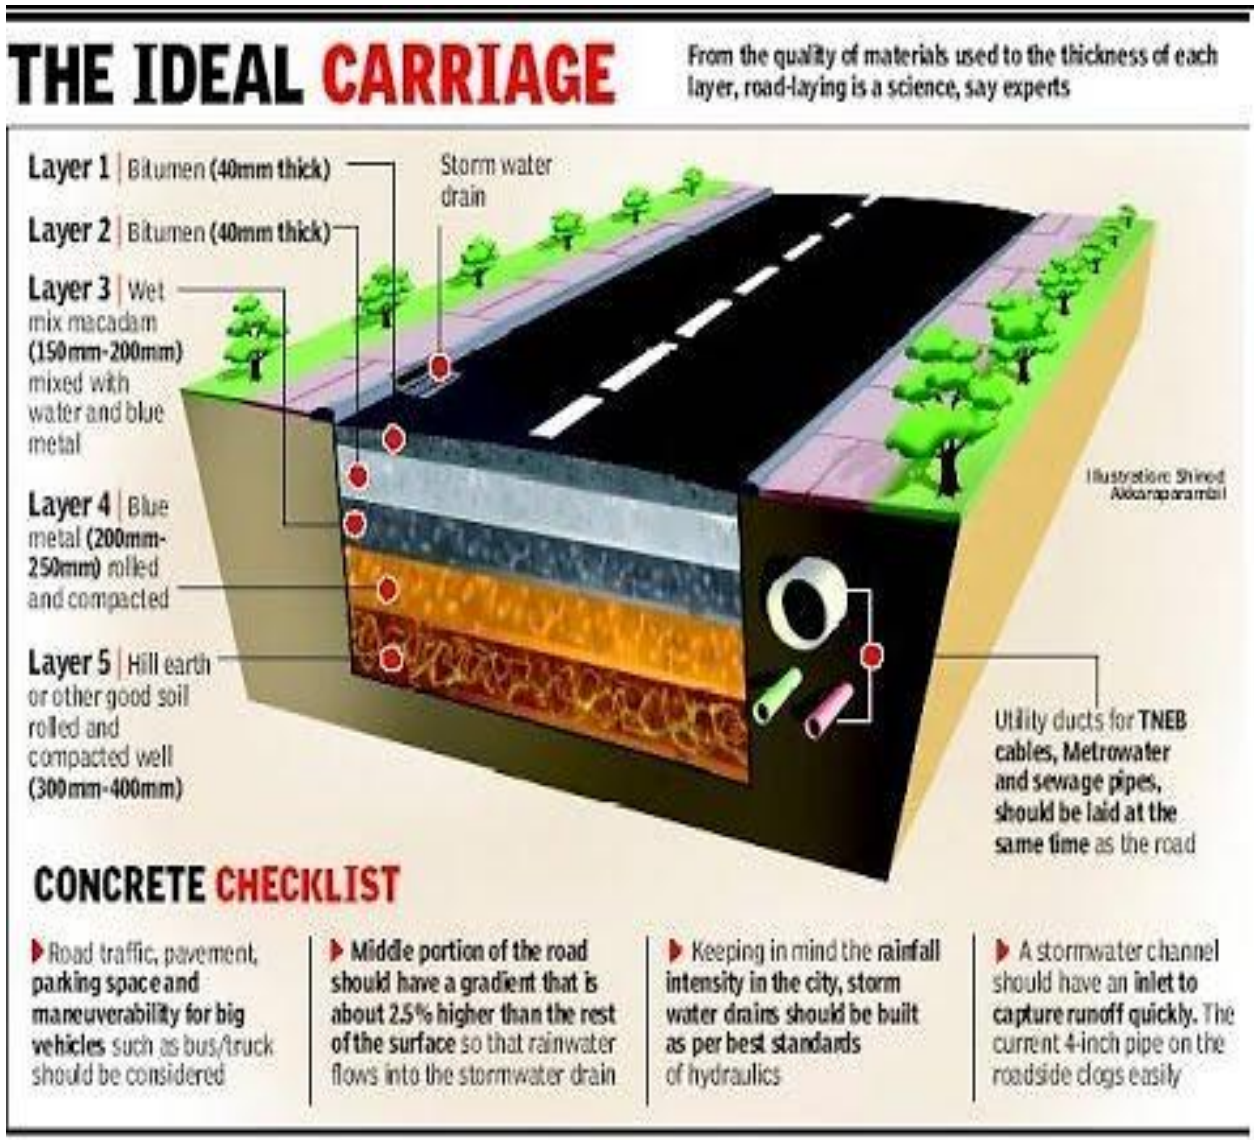 THE IDEAL CARRIAGE
From the quality of materials used to the thickness of each
layer, road-laying is a science, say experts
Layer 1 | Bitumen (40mm thick)
Storm water
drain
Layer 2 | Bitumen (40mm thick)
Layer 3 | Wet
mix macadam
(150mm-200mm)
mixed with
water and blue
metal
Layer 4 | Blue
metal (200mm-
250mm) rolled
and compacted
Layer 5 | Hill earth
or other good soil
rolled and
compacted well
(300mm-400mm)
Illustration: Shinod
Akkaraparambil
Utility ducts for TNEB
cables, Metrowater
and sewage pipes,
should be laid at the
same time as the road
CONCRETE CHECKLIST
Road traffic, pavement,
parking space and
maneuverability for big
vehicles such as bus/truck
should be considered
Middle portion of the road
should have a gradient that is
about 2.5% higher than the rest
of the surface so that rainwater
flows into the stormwater drain
Keeping in mind the rainfall
intensity in the city, storm
water drains should be built
as per best standards
of hydraulics
A stormwater channel
should have an inlet to
capture runoff quickly. The
current 4-inch pipe on the
roadside clogs easily